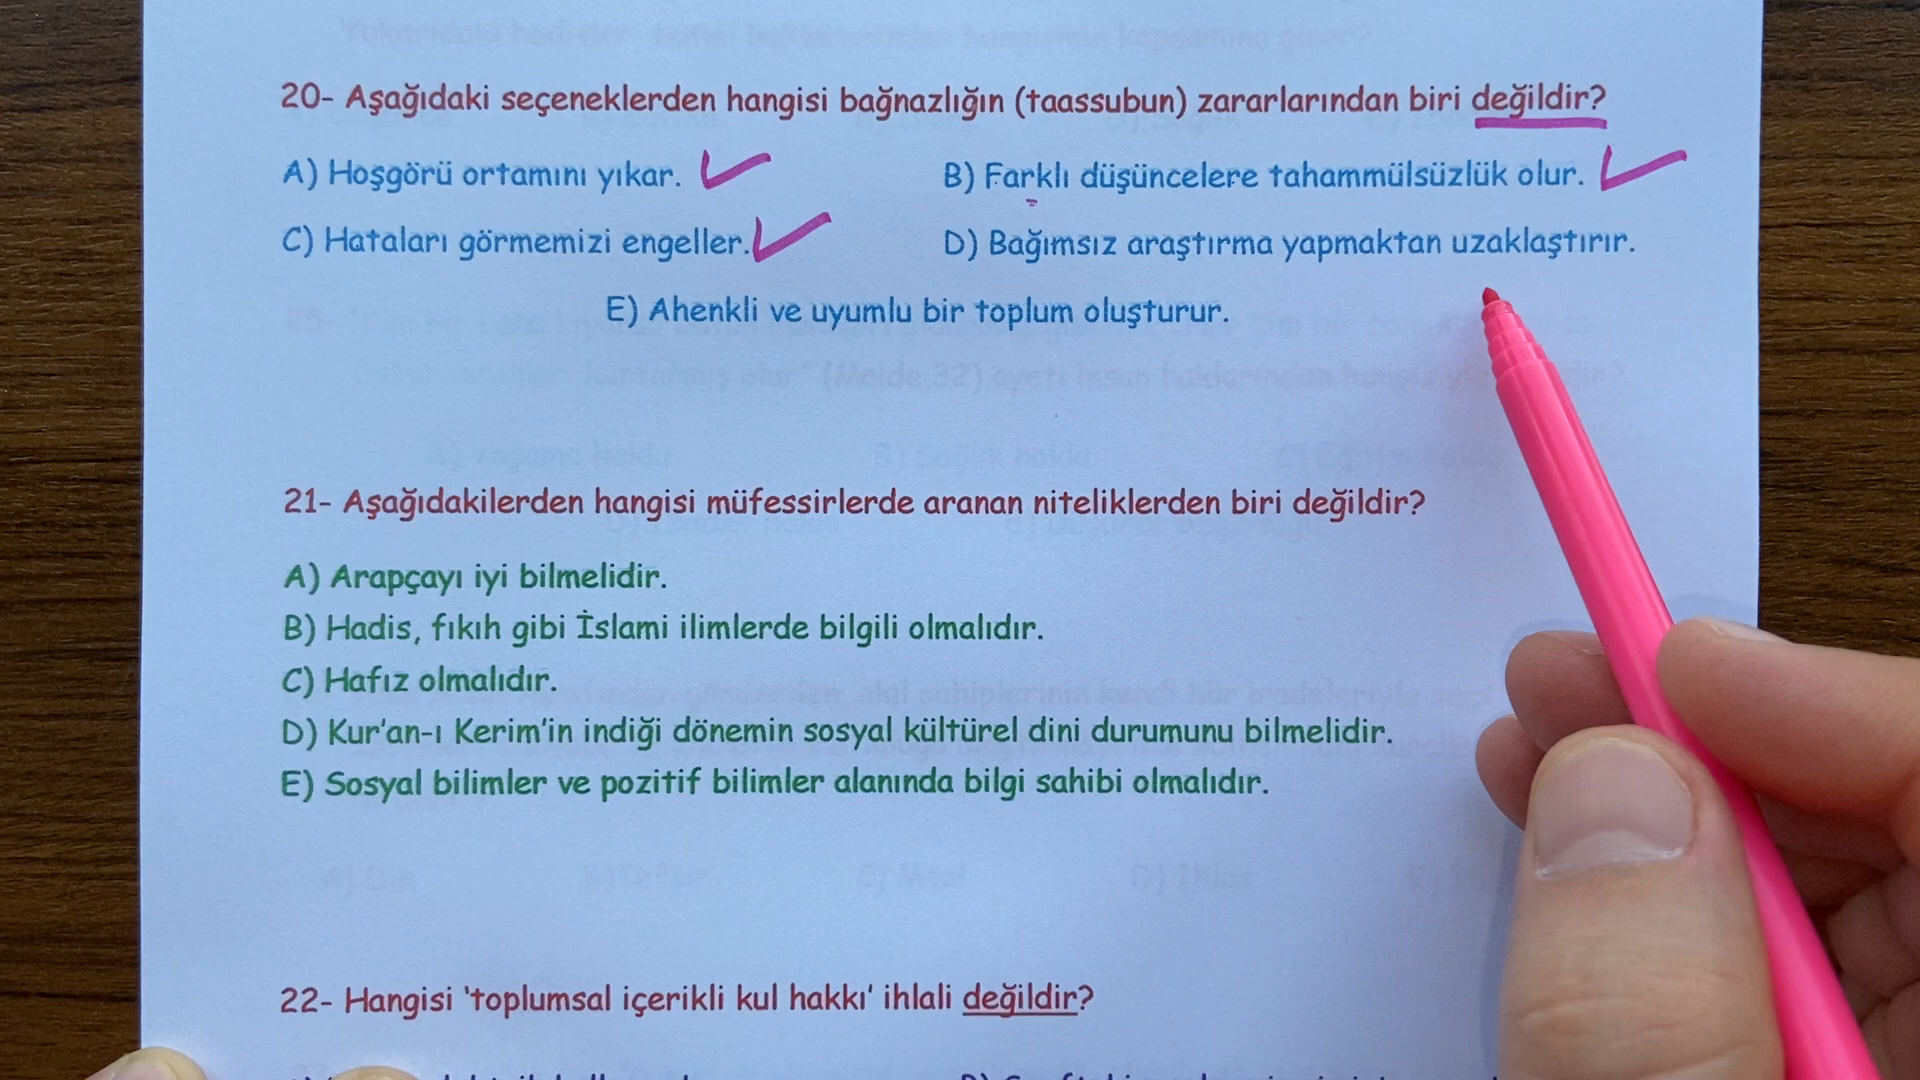 20- Aşağıdaki seçeneklerden hangisi bağnazlığın (taassubun) zararlarından biri değildir?
A) Hoşgörü ortamını yıkar. B) Farklı düşüncelere tahammülsüzlük olur.
C) Hataları görmemizi engeller. D) Bağımsız araştırma yapmaktan uzaklaştırır.
E) Ahenkli ve uyumlu bir toplum oluşturur.
21- Aşağıdakilerden hangisi müfessirlerde aranan niteliklerden biri değildir?
A) Arapçayı iyi bilmelidir.
B) Hadis, fıkıh gibi İslami ilimlerde bilgili olmalıdır.
C) Hafız olmalıdır.
D) Kur'an-ı Kerim'in indiği dönemin sosyal kültürel dini durumunu bilmelidir.
E) Sosyal bilimler ve pozitif bilimler alanında bilgi sahibi olmalıdır.
22- Hangisi 'toplumsal içerikli kul hakkı' ihlali değildir?